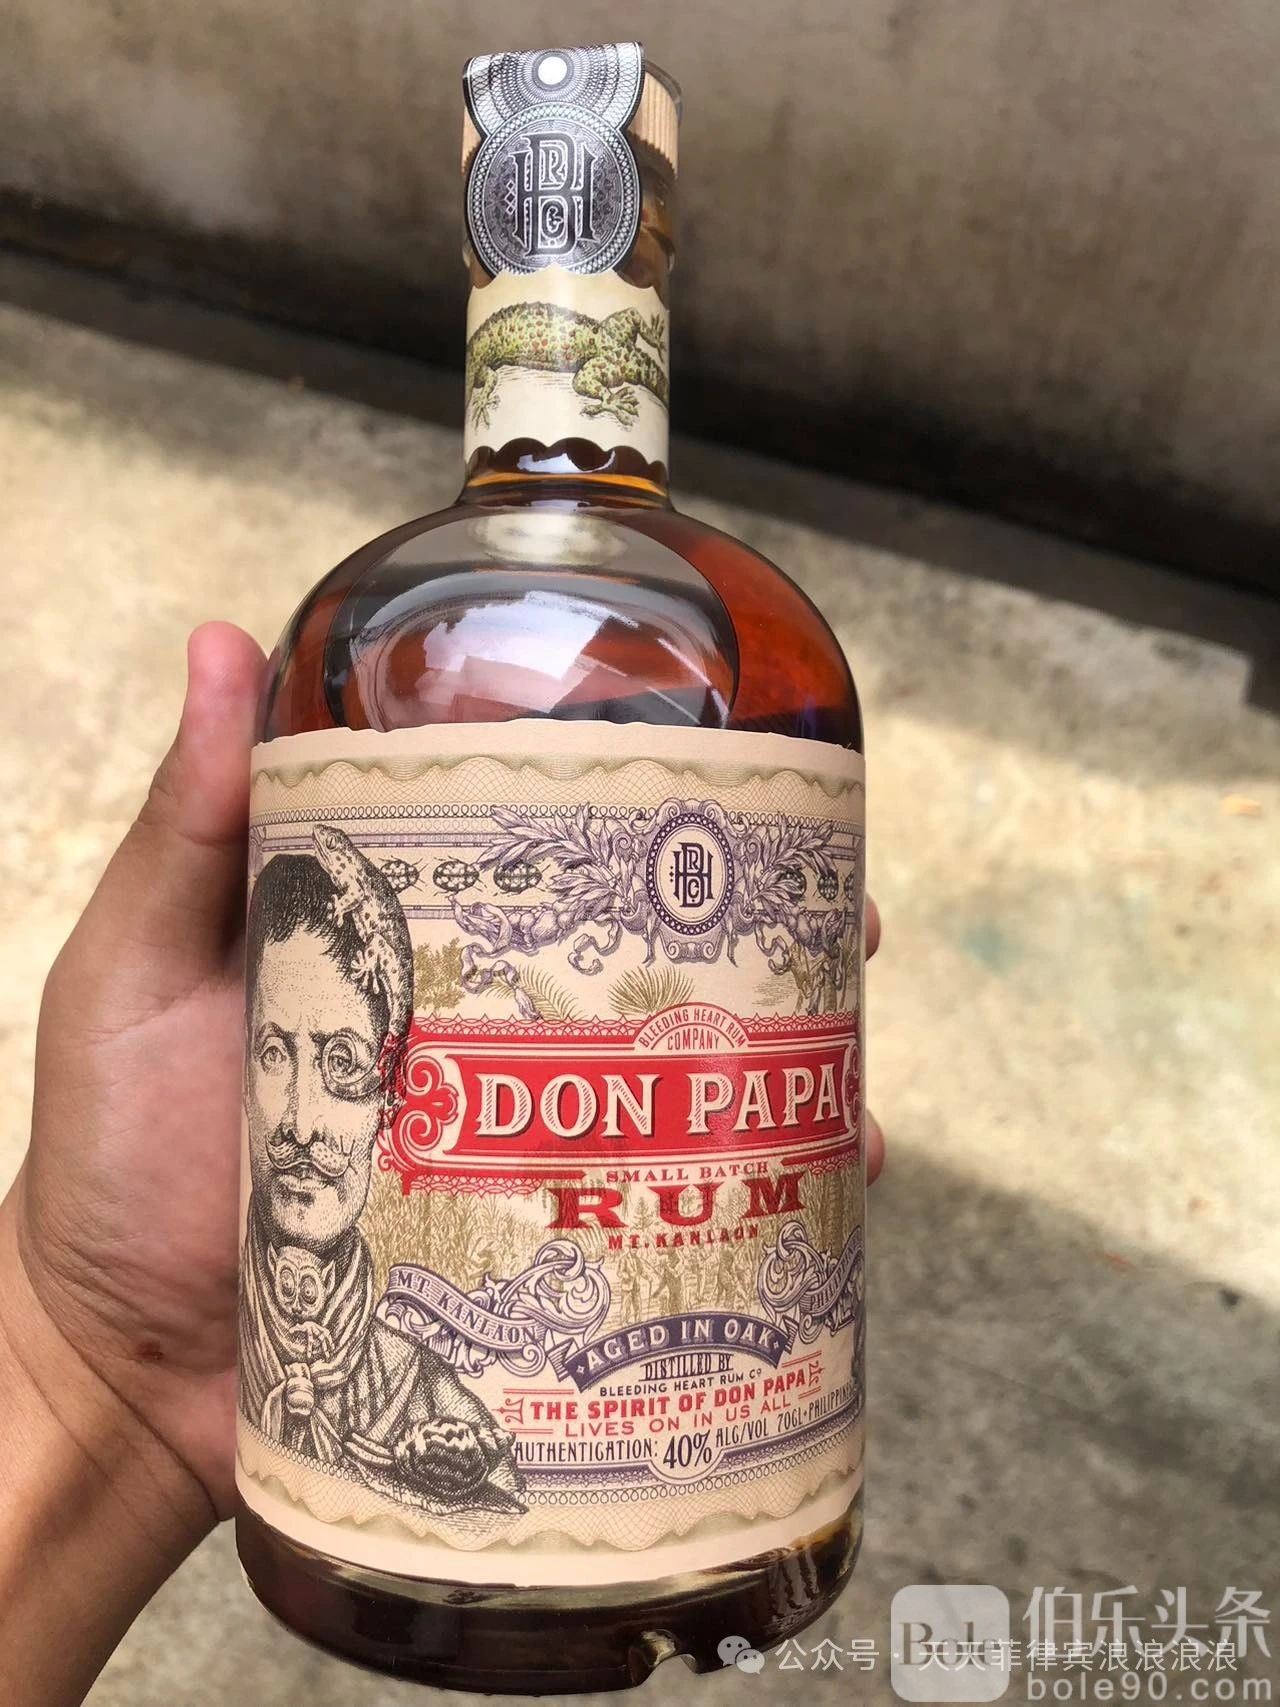 BLEEDING HEART RUM
COMPANY
DON PAPA
SMALL BATCH
RUM
MT. KANLAON
MT KANLAON
AGED IN OAK
DISTILLED BY
BLEEDING HEART RUM Co
THE SPIRIT OF DON PAPA
LIVES ON IN US ALL
AUTHENTICATION: 40% ALC/VOL 70CL • PHILIPPINES
Bole 伯乐头条
公众号 · 天天菲律宾浪浪浪浪
bole90.com